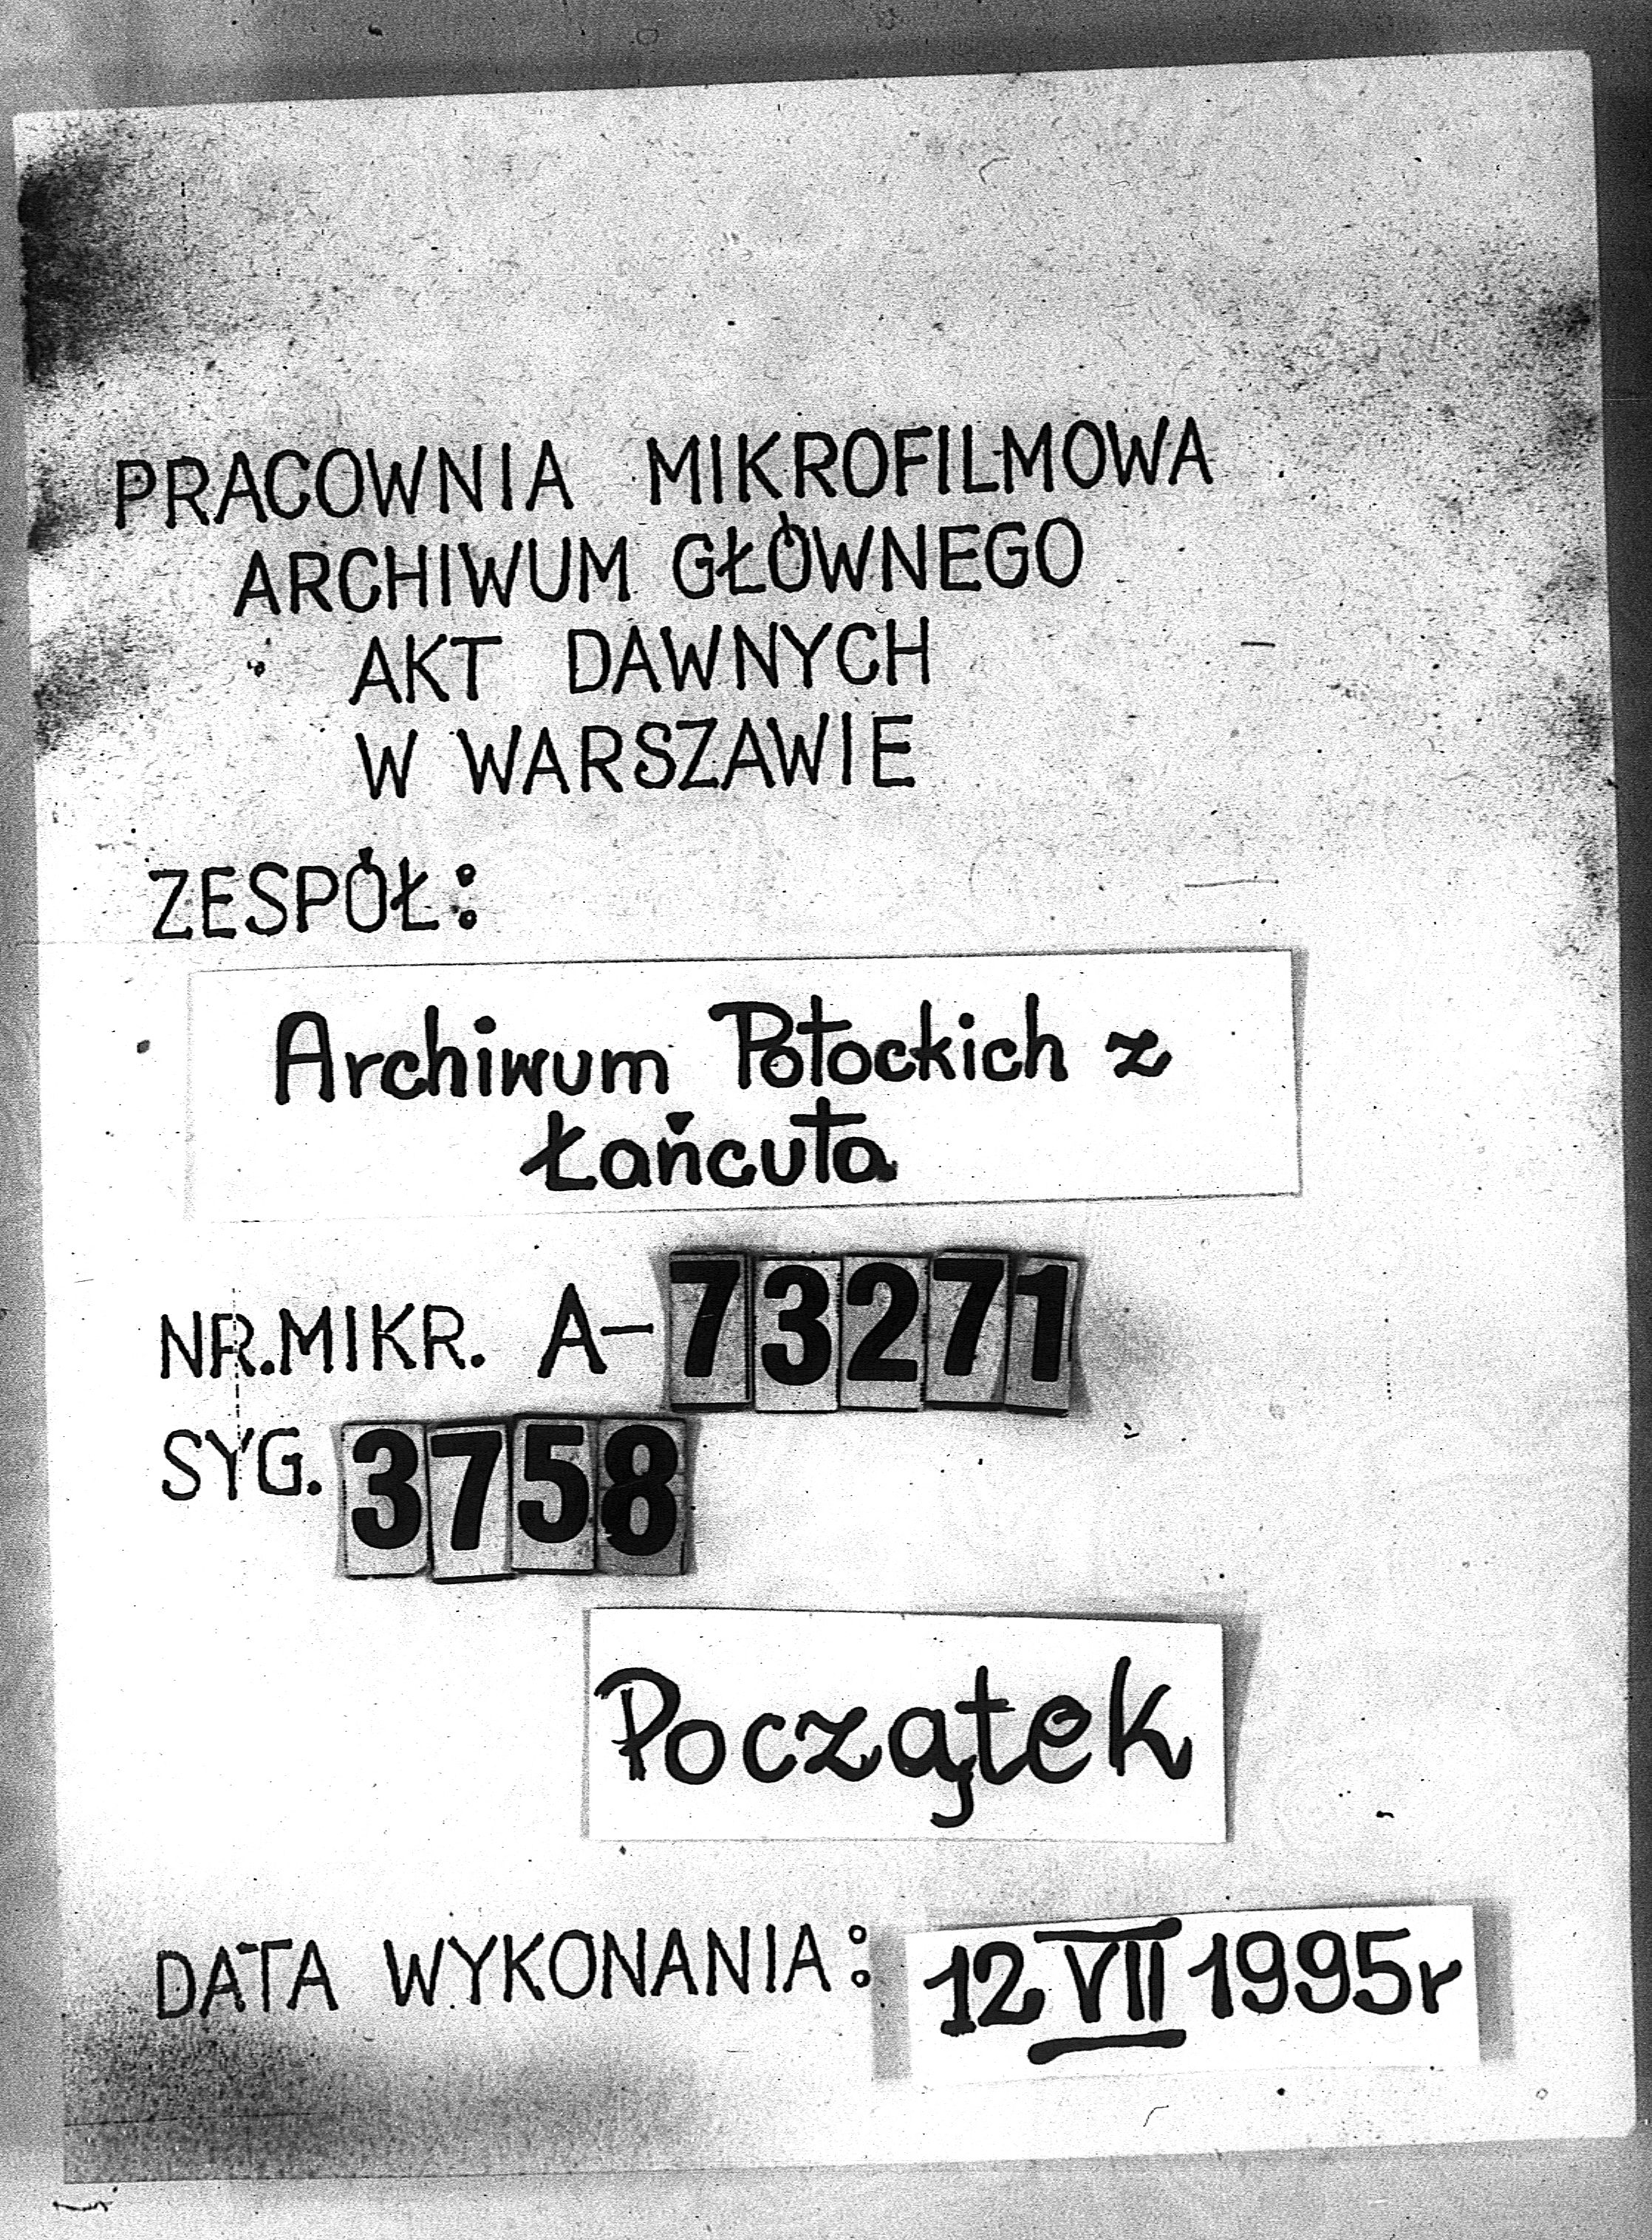 PRACOWNIA MIKROFILMOWA
ARCHIWUM GŁÓWNEGO
AKT DAWNYCH
W WARSZAWIE
ZESPÓŁ:
Archiwum Potockich z
Łańcuta
NR.MIKR. A-73271
SYG. 3758
Początek
DATA WYKONANIA: 12 VII 1995r